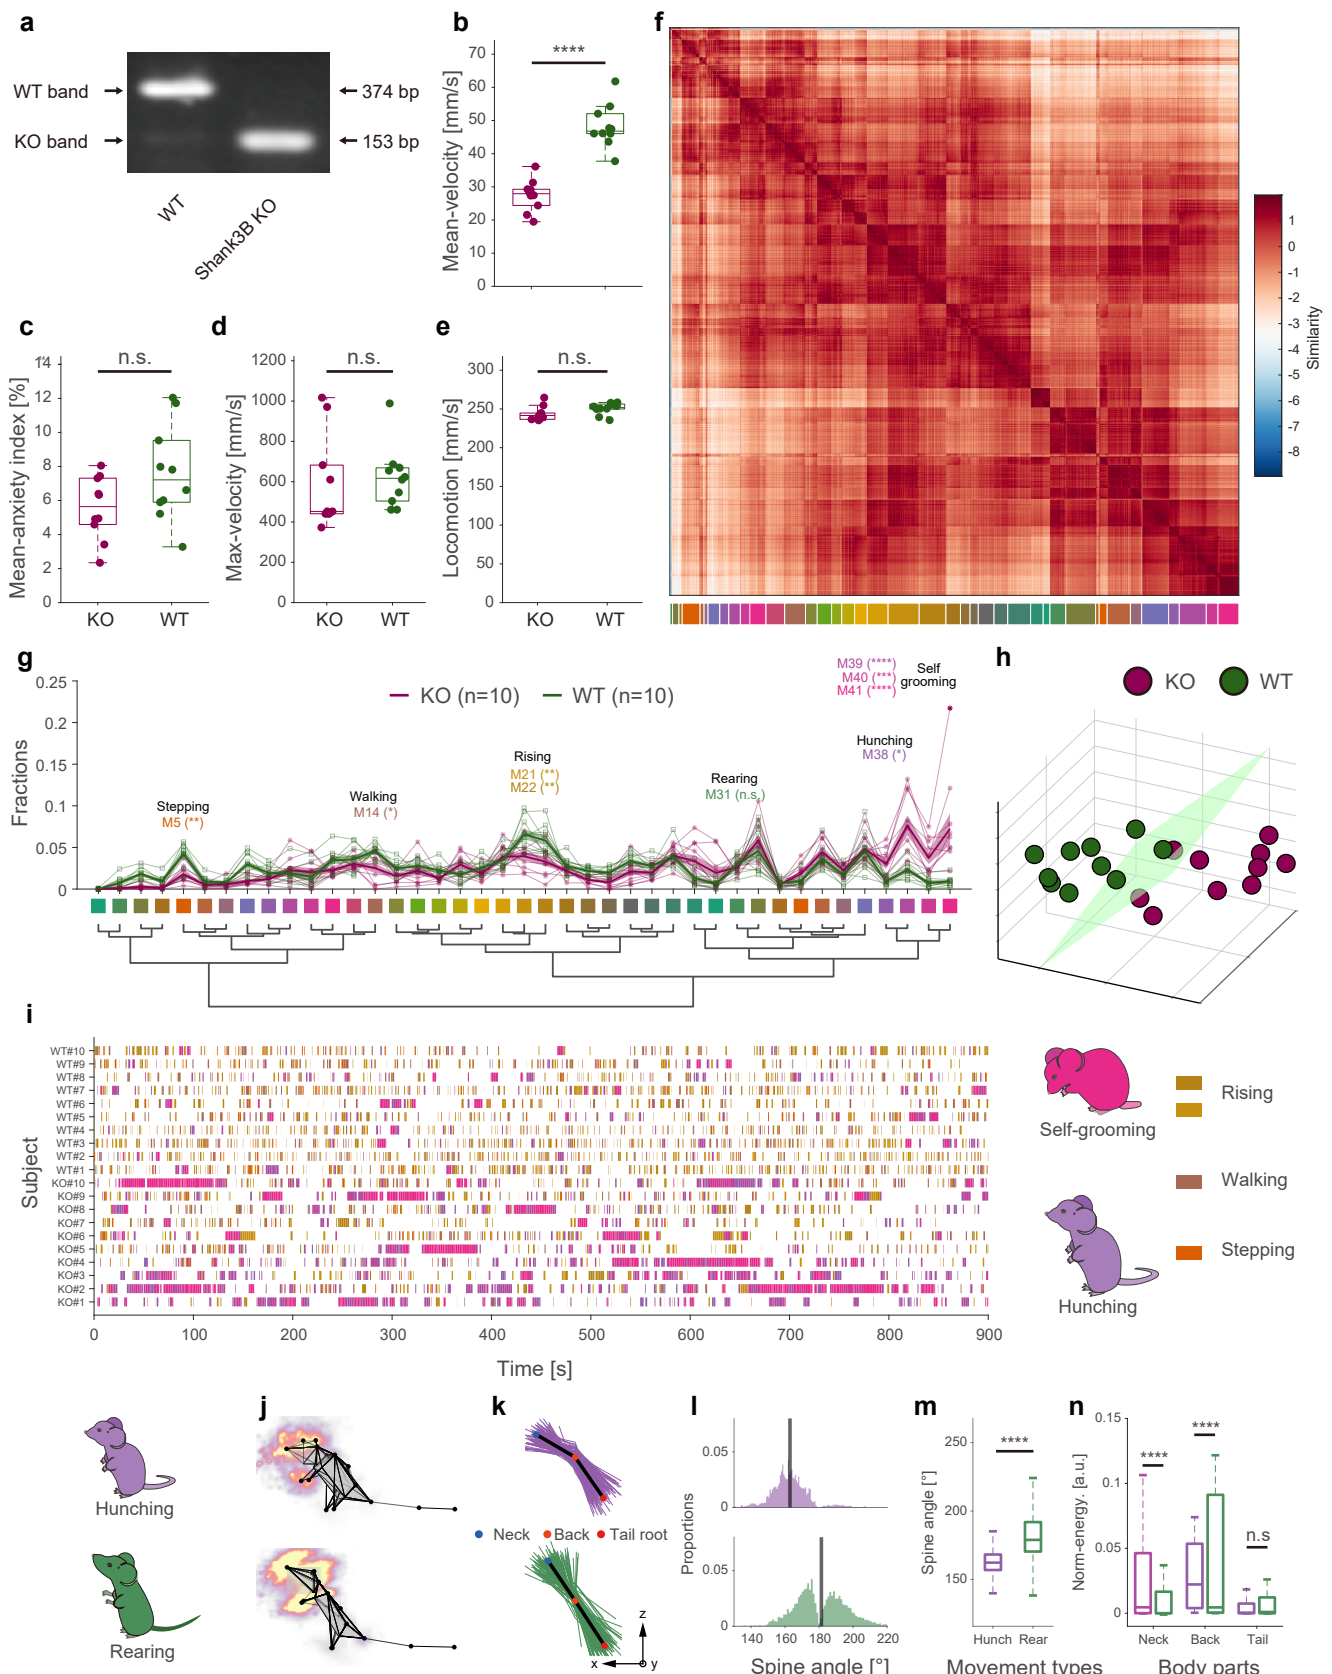 a
WT band
KO band
374 bp
153 bp
WT
Shank3B KO
b
Mean-velocity [mm/s]
70
60
50
40
30
20
10
0
****
c
Mean-anxiety index [%]
14
12
10
8
6
4
2
0
n.s.
KO
WT
d
Max-velocity [mm/s]
1200
1000
800
600
400
200
0
n.s.
KO
WT
e
Locomotion [mm/s]
300
250
200
150
100
50
0
n.s.
KO
WT
f
1
0
-1
-2
-3
-4
-5
-6
-7
-8
Similarity
g
Fractions
0.25
0.2
0.15
0.1
0.05
0
KO (n=10)
WT (n=10)
Stepping
M5 (**)
Walking
M14 (*)
Rising
M21 (**)
M22 (**)
Rearing
M31 (n.s.)
Hunching
M38 (*)
M39 (****)
M40 (***)
M41 (****)
Self
grooming
h
KO
WT
i
Subject
WT#10
WT#9
WT#8
WT#7
WT#6
WT#5
WT#4
WT#3
WT#2
WT#1
KO#10
KO#9
KO#8
KO#7
KO#6
KO#5
KO#4
KO#3
KO#2
KO#1
0
100
200
300
400
500
600
700
800
900
Time [s]
Self-grooming
Hunching
Rising
Walking
Stepping
Hunching
Rearing
j
k
Neck
Back
Tail root
z
x
y
l
Proportions
0.05
0
0.05
0
140
160
180
200
220
Spine angle [°]
m
Spine angle [°]
250
200
150
****
Hunch
Rear
Movement types
n
Norm-energy. [a.u.]
0.15
0.1
0.05
0
****
****
n.s
Neck
Back
Tail
Body parts